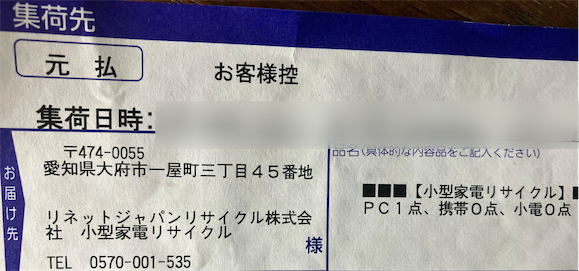 集荷先
元 払
お客様控
集荷日時:
お届け先
〒474-0055
愛知県大府市一屋町三丁目45番地
リネットジャパンリサイクル株式会
社 小型家電リサイクル
様
TEL 0570-001-535
品名(具体的な内容品をご記入ください)
■■■【小型家電リサイクル】■
PC1点、携帯0点、小電0点